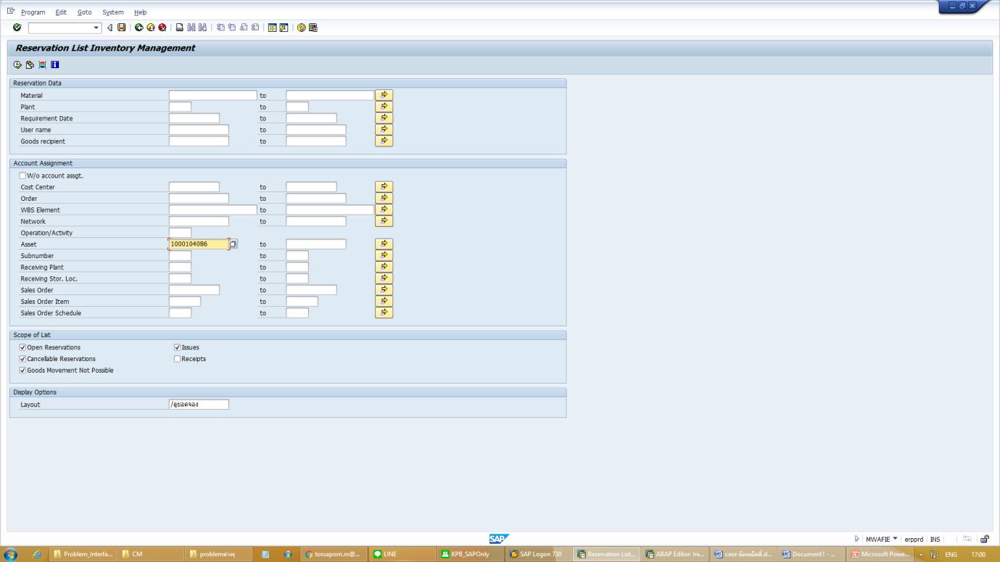 Program Edit Goto System Help
Reservation List Inventory Management
Reservation Data
Material to
Plant to
Requirement Date to
User name to
Goods recipient to
Account Assignment
W/o account assgt.
Cost Center to
Order to
WBS Element to
Network to
Operation/Activity
Asset 1000104086 to
Subnumber to
Receiving Plant to
Receiving Stor. Loc. to
Sales Order to
Sales Order Item to
Sales Order Schedule to
Scope of List
Open Reservations Issues
Cancellable Reservations Receipts
Goods Movement Not Possible
Display Options
Layout /ดูยอดจอง
SAP MWAFIE erpprd INS
Problem_Interfa... CM problemต่างๆ tossaporn.m@... LINE KPB_SAPOnly SAP Logon 730 Reservation List... ABAP Editor: Ini... case น้องแน็ตตี้.d... Document1 - ... Microsoft Powe... ENG 17:00